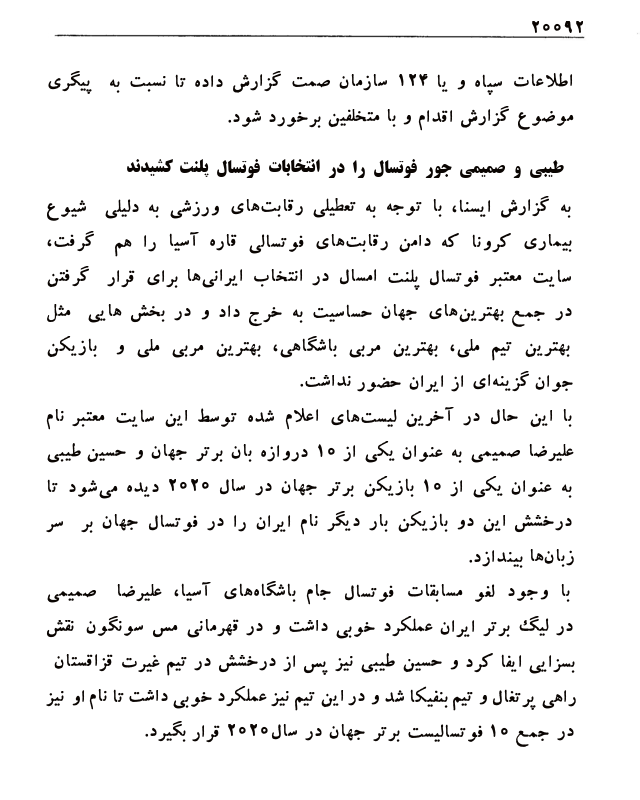 ۲۰۰۹۲
اطلاعات سپاه و یا ۱۲۴ سازمان صمت گزارش داده تا نسبت به پیگری
موضوع گزارش اقدام و با متخلفین برخورد شود.
طیبی و صمیمی جور فوتسال را در انتخابات فوتسال پلنت کشیدند
به گزارش ایسنا، با توجه به تعطیلی رقابت‌های ورزشی به دلیلی شیوع
بیماری کرونا که دامن رقابت‌های فوتسالی قاره آسیا را هم گرفت،
سایت معتبر فوتسال پلنت امسال در انتخاب ایرانی‌ها برای قرار گرفتن
در جمع بهترین‌های جهان حساسیت به خرج داد و در بخش هایی مثل
بهترین تیم ملی، بهترین مربی باشگاهی، بهترین مربی ملی و بازیکن
جوان گزینه‌ای از ایران حضور نداشت.
با این حال در آخرین لیست‌های اعلام شده توسط این سایت معتبر نام
علیرضا صمیمی به عنوان یکی از ۱۰ دروازه بان برتر جهان و حسین طیبی
به عنوان یکی از ۱۰ بازیکن برتر جهان در سال ۲۰۲۰ دیده می‌شود تا
درخشش این دو بازیکن بار دیگر نام ایران را در فوتسال جهان بر سر
زبان‌ها بیندازد.
با وجود لغو مسابقات فوتسال جام باشگاه‌های آسیا، علیرضا صمیمی
در لیگ برتر ایران عملکرد خوبی داشت و در قهرمانی مس سونگون نقش
بسزایی ایفا کرد و حسین طیبی نیز پس از درخشش در تیم غیرت قزاقستان
راهی پرتغال و تیم بنفیکا شد و در این تیم نیز عملکرد خوبی داشت تا نام او نیز
در جمع ۱۰ فوتسالیست برتر جهان در سال۲۰۲۰ قرار بگیرد.